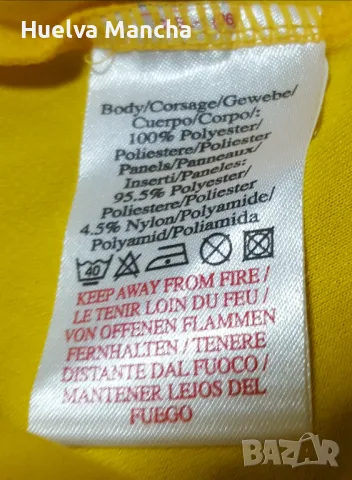 Huelva Mancha
Body/Corsage/Gewebe/
Cuerpo/Corpo/:
100% Polyester/
Poliestere/Poliester
Panels/Panneaux/
Inserti/Paneles:
95.5% Polyester/
Poliestere/Poliester
4.5% Nylon/Polyamide/
Polyamid/Poliamida
40
KEEP AWAY FROM FIRE /
LE TENIR LOIN DU FEU /
VON OFFENEN FLAMMEN
FERNHALTEN / TENERE
DISTANTE DAL FUOCO /
MANTENER LEJOS DEL
FUEGO
BAZAR